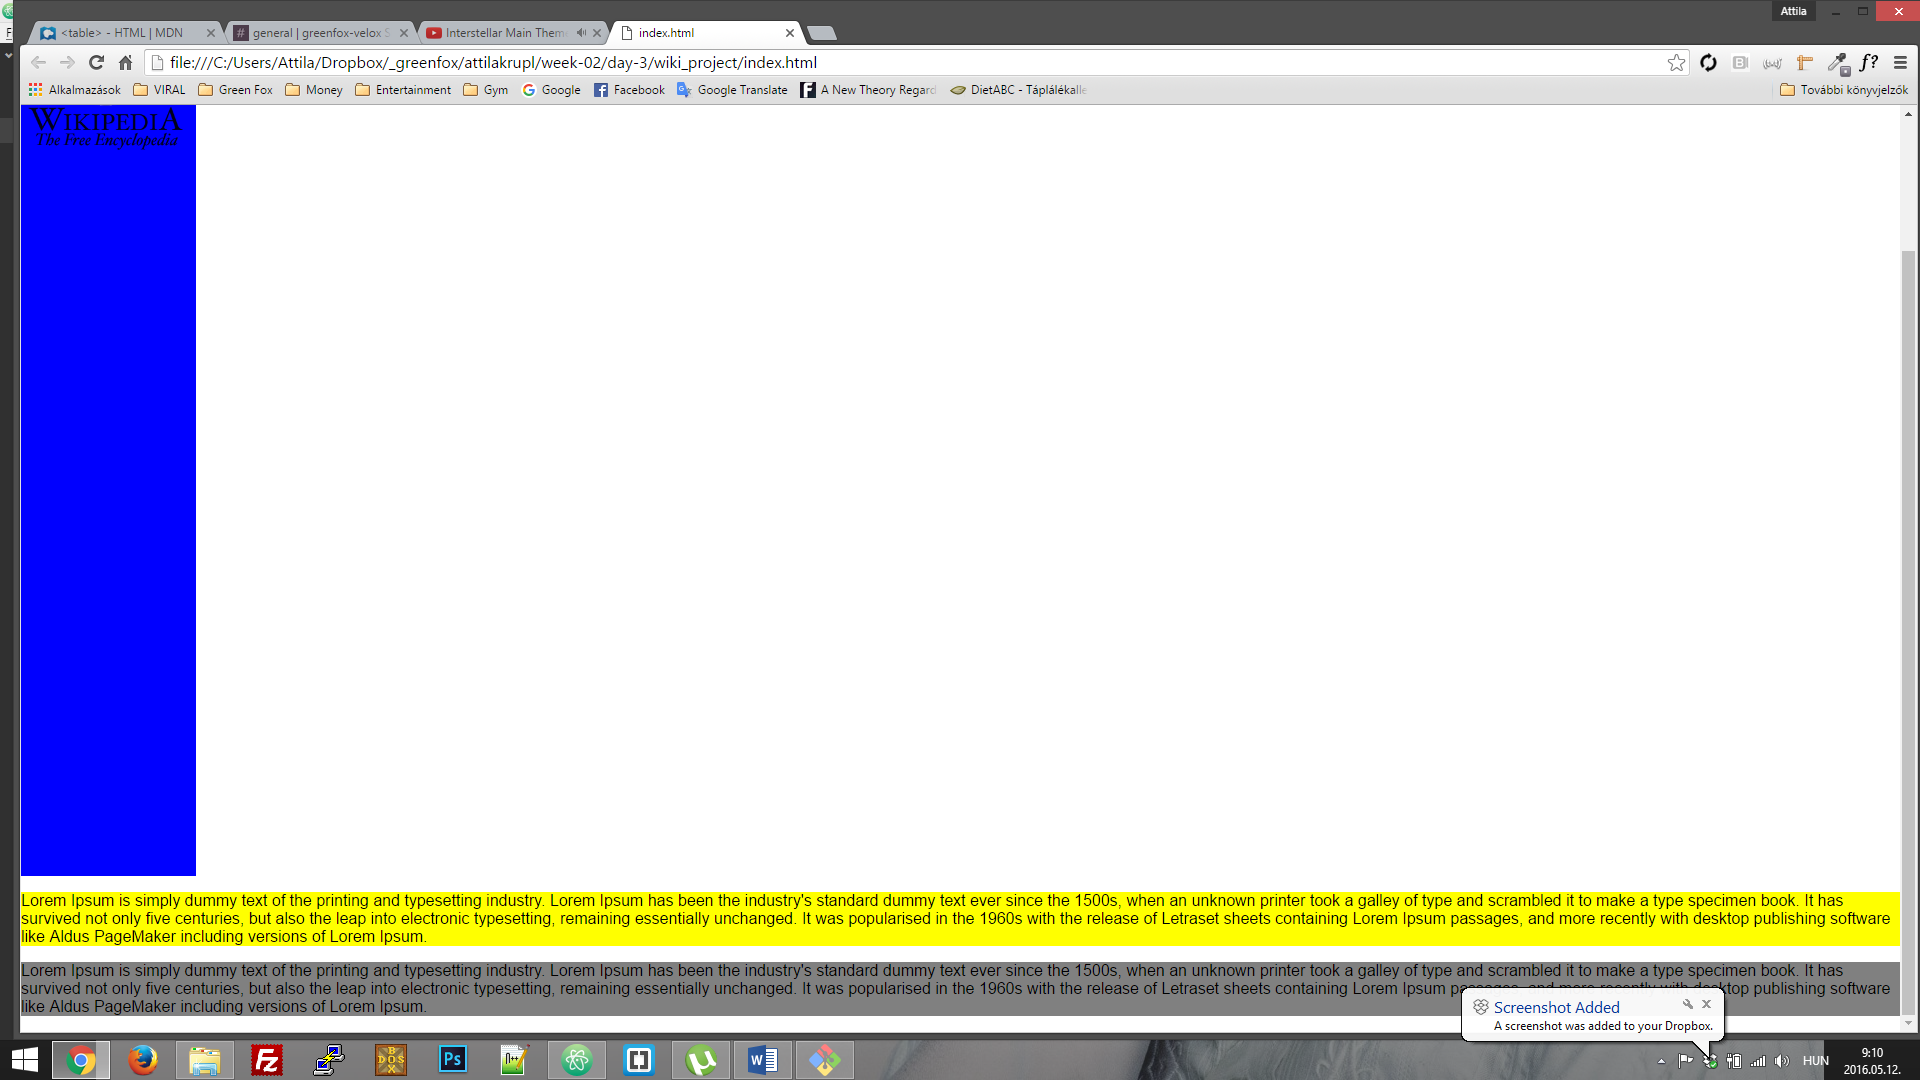 Attila
<table> - HTML | MDN
general | greenfox-velox S
Interstellar Main Them
index.html
file:///C:/Users/Attila/Dropbox/_greenfox/attilakrupl/week-02/day-3/wiki_project/index.html
Alkalmazások
VIRAL
Green Fox
Money
Entertainment
Gym
Google
Facebook
Google Translate
A New Theory Regard
DietABC - Táplálékalle
További könyvjelzők
WIKIPEDIA
The Free Encyclopedia
Lorem Ipsum is simply dummy text of the printing and typesetting industry. Lorem Ipsum has been the industry's standard dummy text ever since the 1500s, when an unknown printer took a galley of type and scrambled it to make a type specimen book. It has
survived not only five centuries, but also the leap into electronic typesetting, remaining essentially unchanged. It was popularised in the 1960s with the release of Letraset sheets containing Lorem Ipsum passages, and more recently with desktop publishing software
like Aldus PageMaker including versions of Lorem Ipsum.
Lorem Ipsum is simply dummy text of the printing and typesetting industry. Lorem Ipsum has been the industry's standard dummy text ever since the 1500s, when an unknown printer took a galley of type and scrambled it to make a type specimen book. It has
survived not only five centuries, but also the leap into electronic typesetting, remaining essentially unchanged. It was popularised in the 1960s with the release of Letraset sheets containing Lorem Ipsum passages, and more recently with desktop publishing software
like Aldus PageMaker including versions of Lorem Ipsum.
Screenshot Added
A screenshot was added to your Dropbox.
HUN
9:10
2016.05.12.